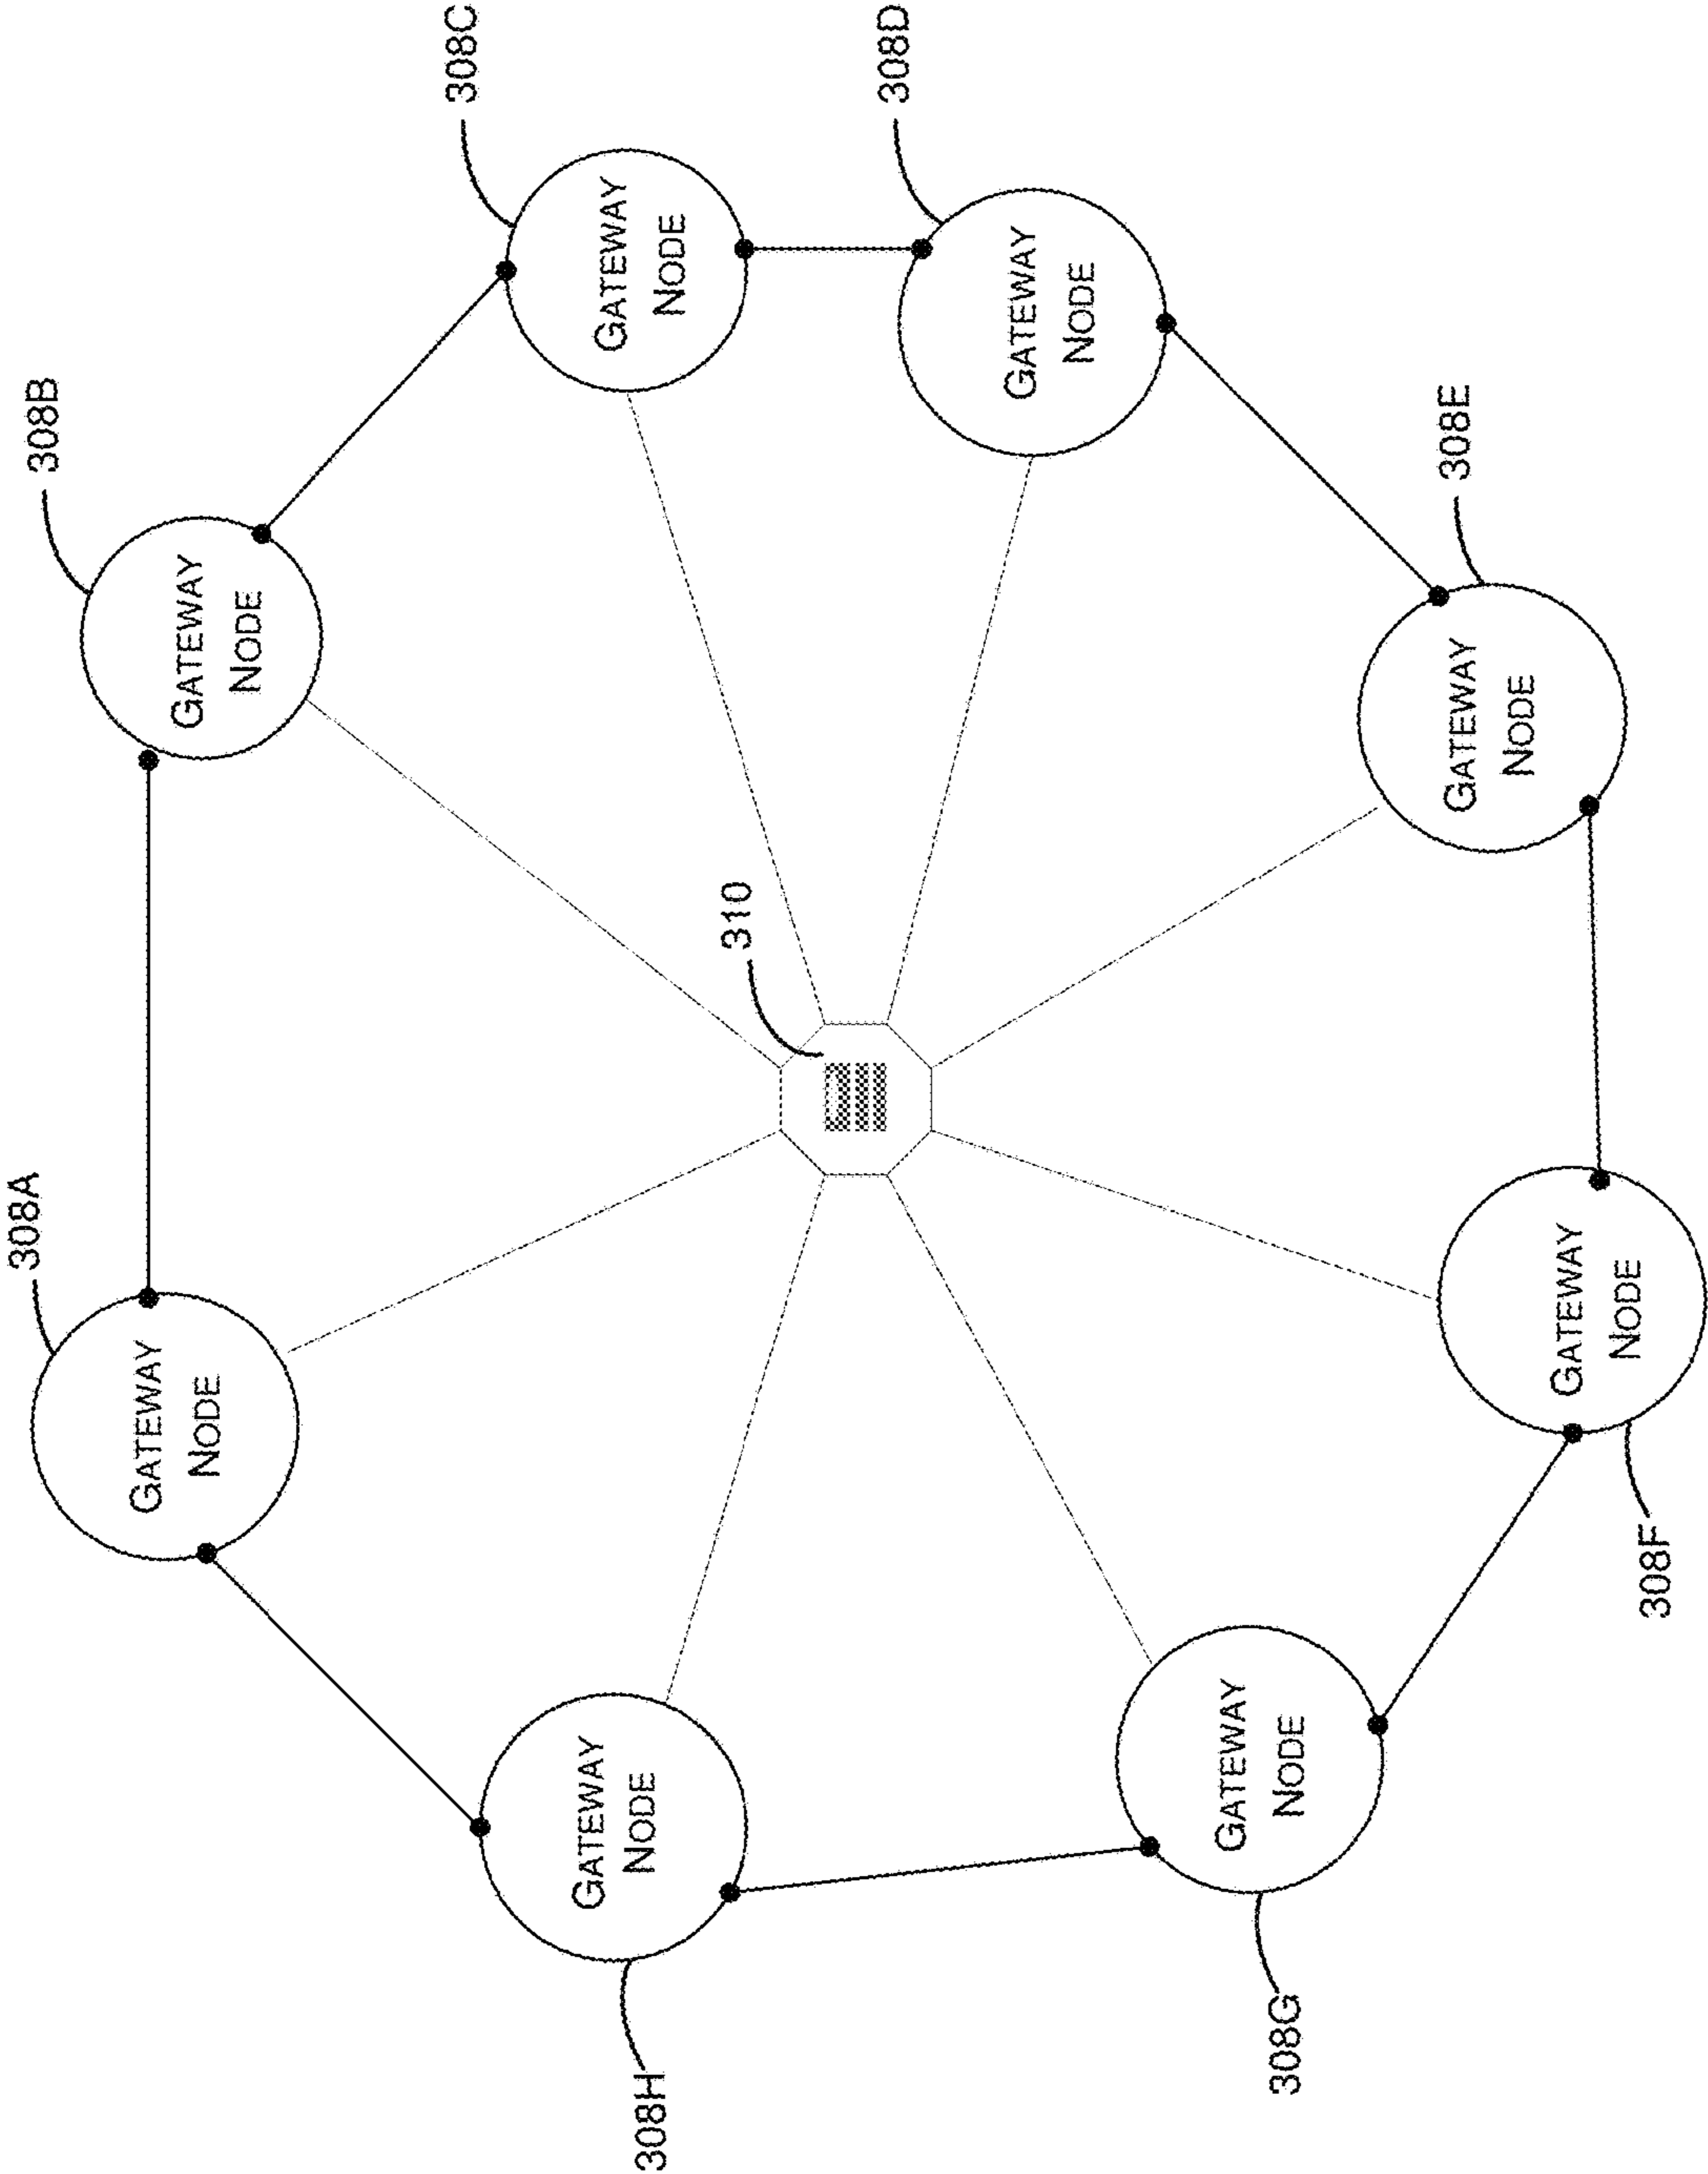 308A
GATEWAY
NODE
308B
GATEWAY
NODE
308C
GATEWAY
NODE
308D
GATEWAY
NODE
308E
GATEWAY
NODE
308F
GATEWAY
NODE
308G
GATEWAY
NODE
308H
GATEWAY
NODE
310